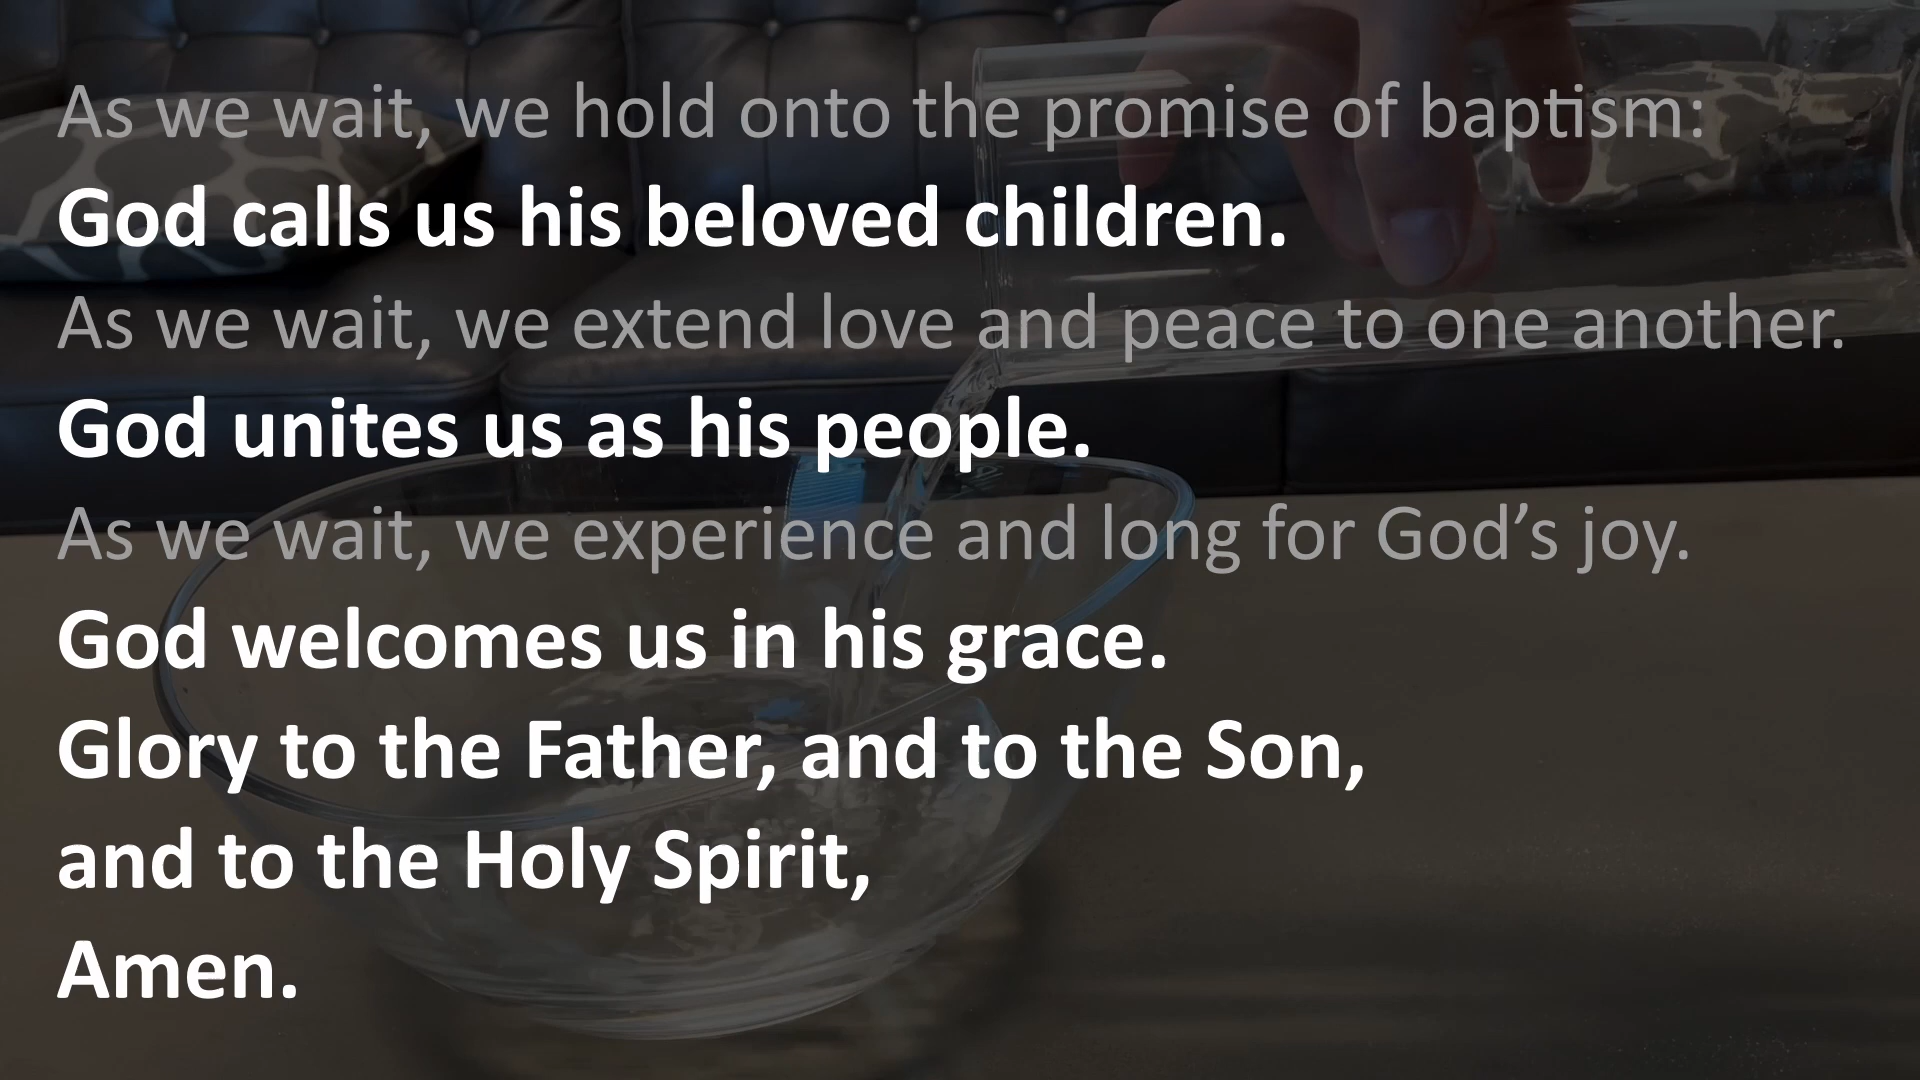 As we wait, we hold onto the promise of baptism:
God calls us his beloved children.
As we wait, we extend love and peace to one another.
God unites us as his people.
As we wait, we experience and long for God’s joy.
God welcomes us in his grace.
Glory to the Father, and to the Son,
and to the Holy Spirit,
Amen.